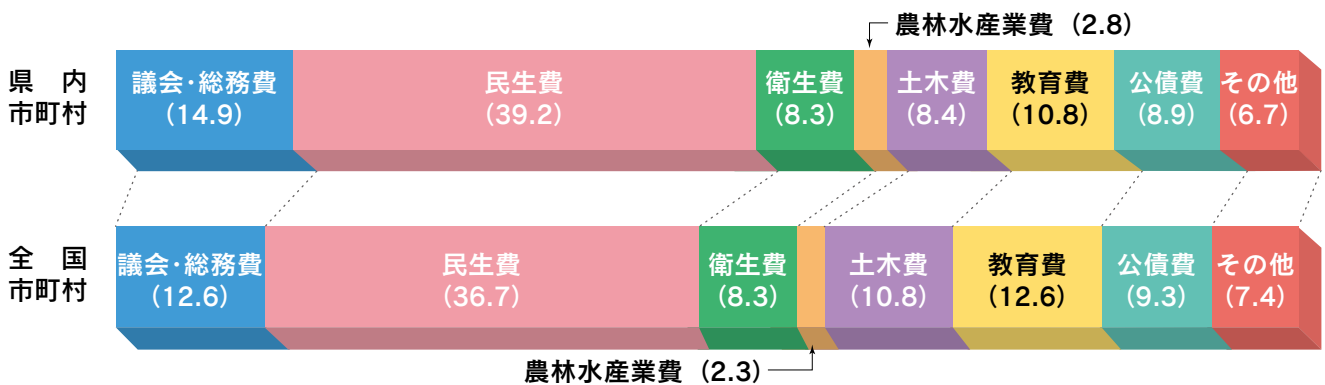 農林水産業費（2.8）
県　内
市町村
議会･総務費
（14.9）
民生費
（39.2）
衛生費
（8.3）
土木費
（8.4）
教育費
（10.8）
公債費
（8.9）
その他
（6.7）
全　国
市町村
議会･総務費
（12.6）
民生費
（36.7）
衛生費
（8.3）
土木費
（10.8）
教育費
（12.6）
公債費
（9.3）
その他
（7.4）
農林水産業費（2.3）